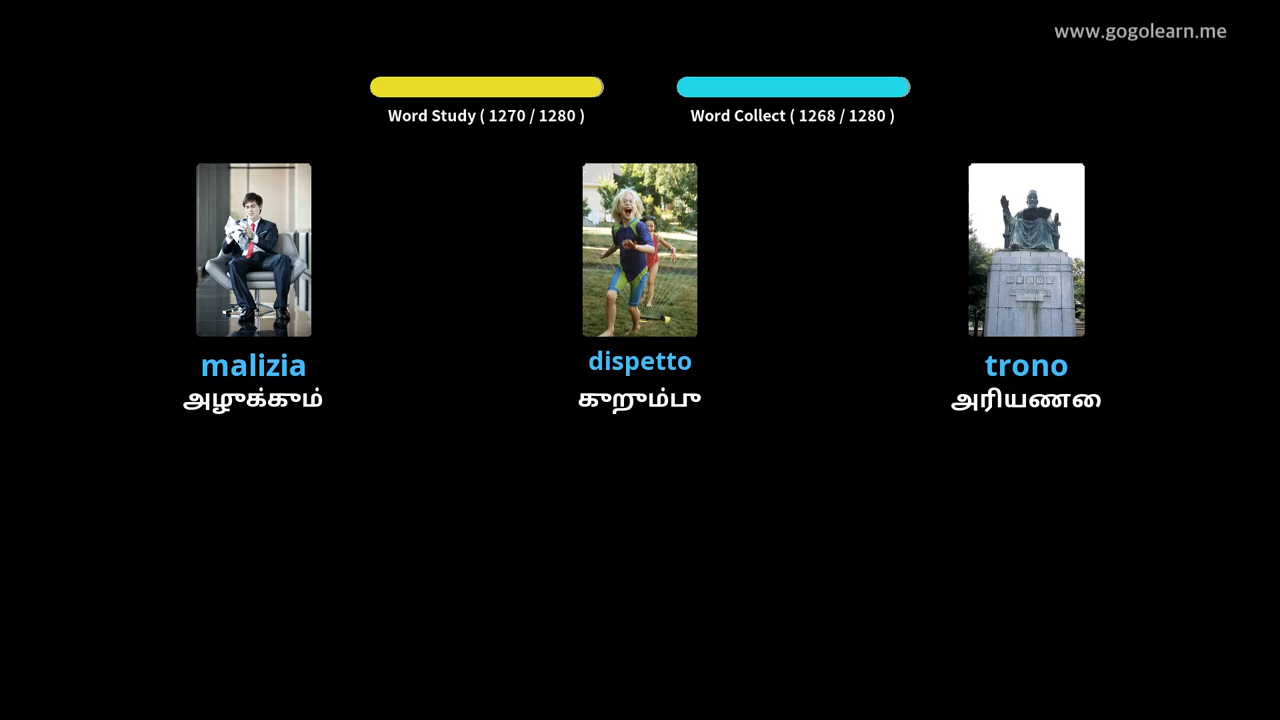 www.gogolearn.me
Word Study ( 1270 / 1280 )
Word Collect ( 1268 / 1280 )
malizia
dispetto
trono
அழுக்கும்
குறும்பு
அரியணை